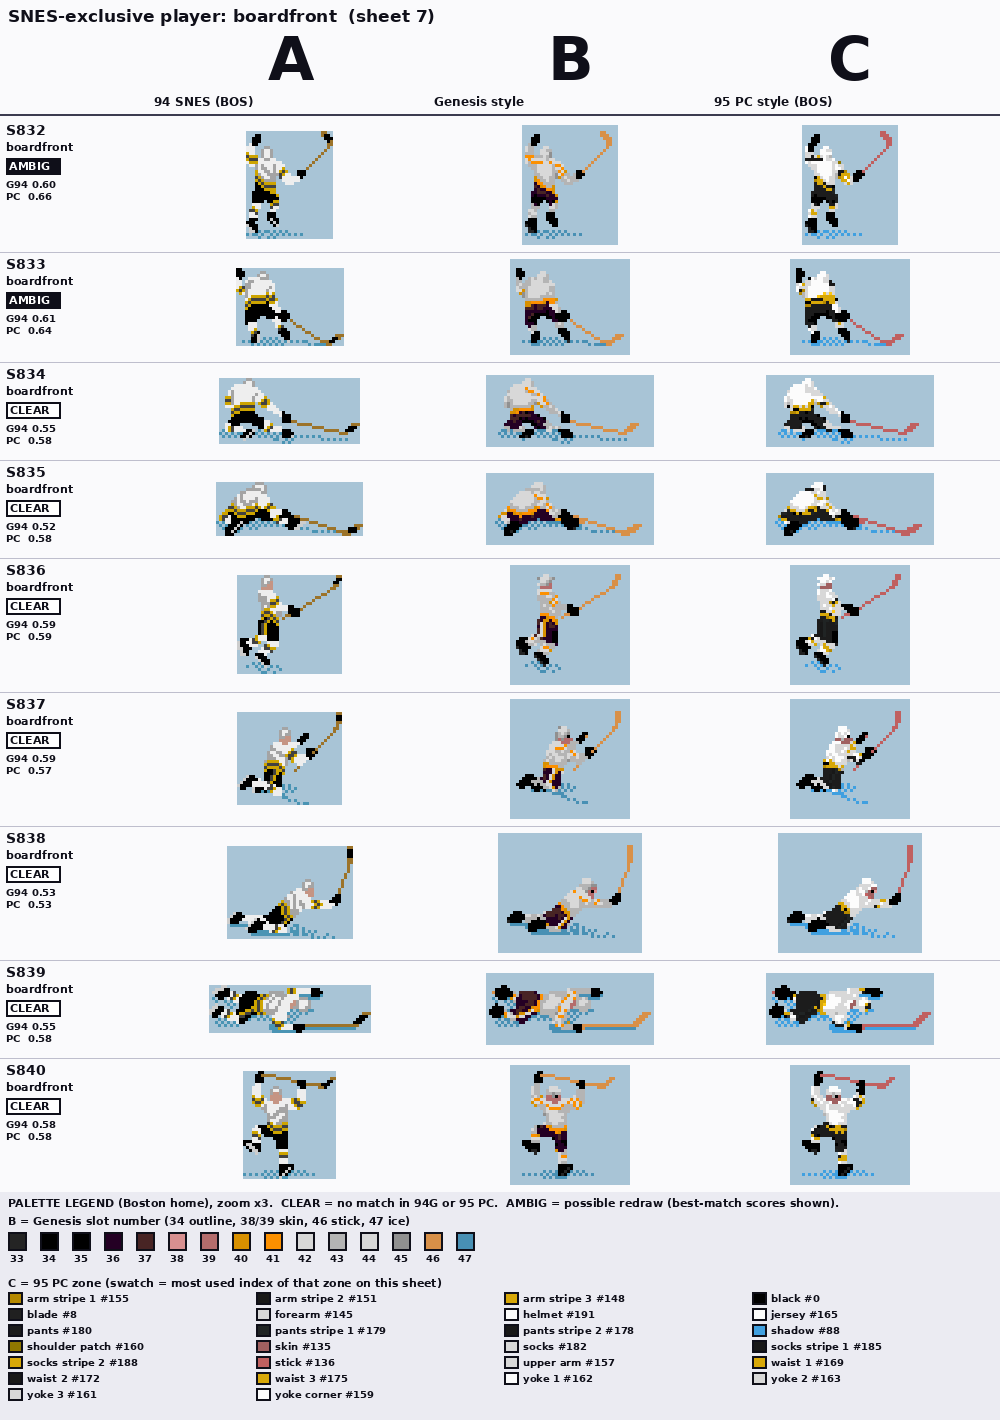 SNES-exclusive player: boardfront  (sheet 7)
A B C
94 SNES (BOS) Genesis style 95 PC style (BOS)
S832
boardfront
AMBIG
G94 0.60
PC  0.66
S833
boardfront
AMBIG
G94 0.61
PC  0.64
S834
boardfront
CLEAR
G94 0.55
PC  0.58
S835
boardfront
CLEAR
G94 0.52
PC  0.58
S836
boardfront
CLEAR
G94 0.59
PC  0.59
S837
boardfront
CLEAR
G94 0.59
PC  0.57
S838
boardfront
CLEAR
G94 0.53
PC  0.53
S839
boardfront
CLEAR
G94 0.55
PC  0.58
S840
boardfront
CLEAR
G94 0.58
PC  0.58
PALETTE LEGEND (Boston home), zoom x3.  CLEAR = no match in 94G or 95 PC.  AMBIG = possible redraw (best-match scores shown).
B = Genesis slot number (34 outline, 38/39 skin, 46 stick, 47 ice)
33 34 35 36 37 38 39 40 41 42 43 44 45 46 47
C = 95 PC zone (swatch = most used index of that zone on this sheet)
arm stripe 1 #155 arm stripe 2 #151 arm stripe 3 #148 black #0
blade #8 forearm #145 helmet #191 jersey #165
pants #180 pants stripe 1 #179 pants stripe 2 #178 shadow #88
shoulder patch #160 skin #135 socks #182 socks stripe 1 #185
socks stripe 2 #188 stick #136 upper arm #157 waist 1 #169
waist 2 #172 waist 3 #175 yoke 1 #162 yoke 2 #163
yoke 3 #161 yoke corner #159